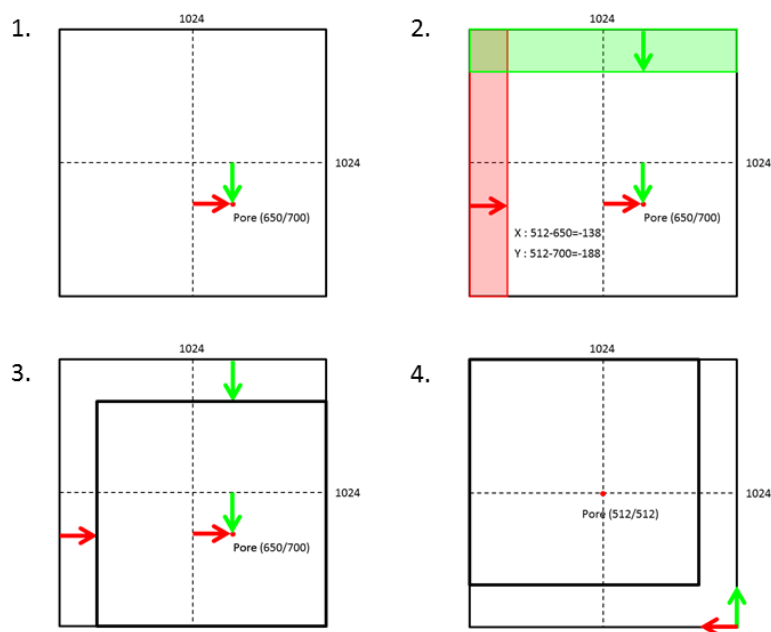 1.
1024
1024
Pore (650/700)
2.
1024
1024
Pore (650/700)
X : 512-650=-138
Y : 512-700=-188
3.
1024
1024
Pore (650/700)
4.
1024
1024
Pore (512/512)